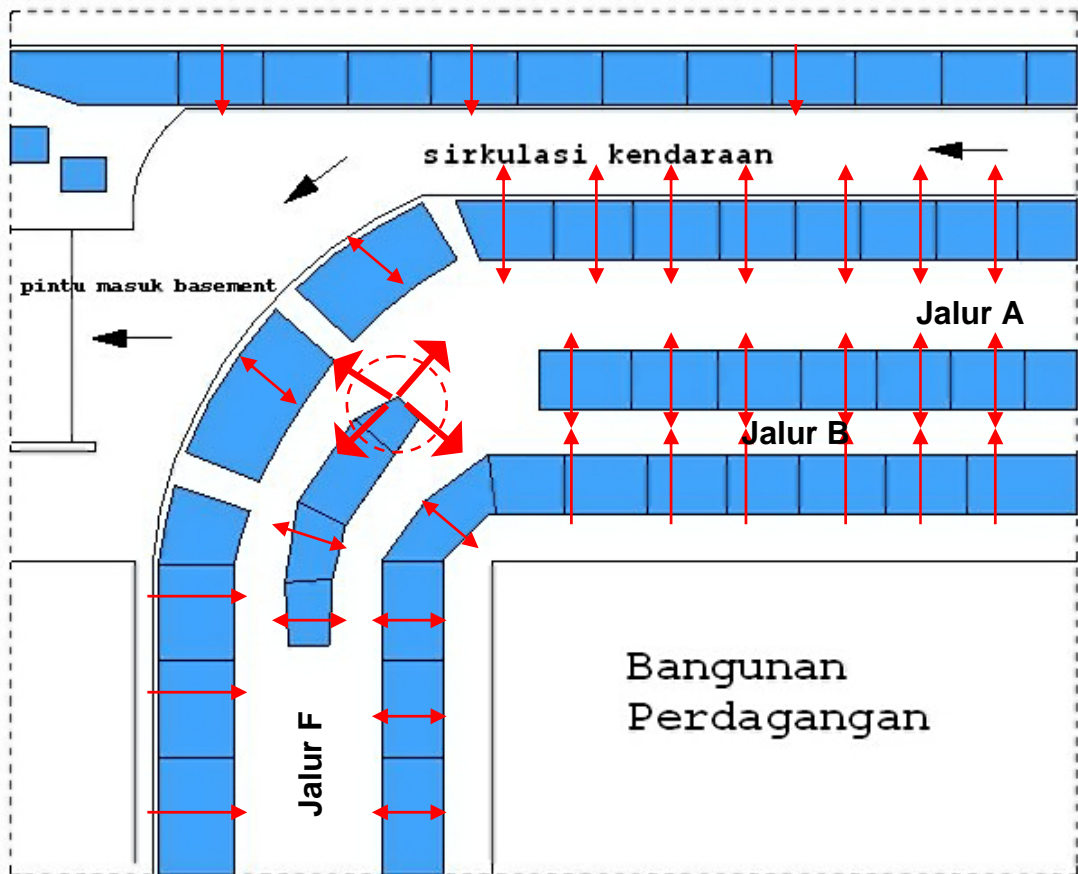 sirkulasi kendaraan
pintu masuk basement
Jalur A
Jalur B
Bangunan
Perdagangan
Jalur F